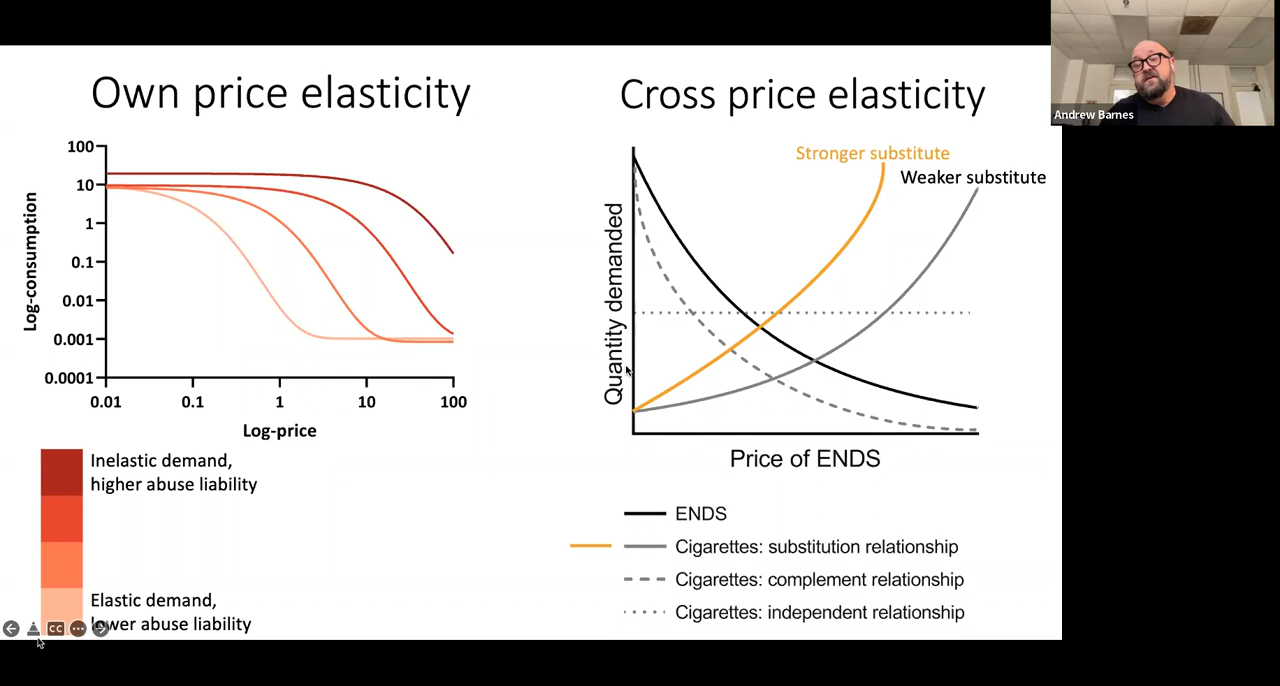 Own price elasticity
100
10
1
0.1
0.01
0.001
0.0001
Log-consumption
0.01 0.1 1 10 100
Log-price
Inelastic demand,
higher abuse liability
Elastic demand,
lower abuse liability
CC
Cross price elasticity
Stronger substitute
Weaker substitute
Quantity demanded
Price of ENDS
ENDS
Cigarettes: substitution relationship
Cigarettes: complement relationship
Cigarettes: independent relationship
Andrew Barnes